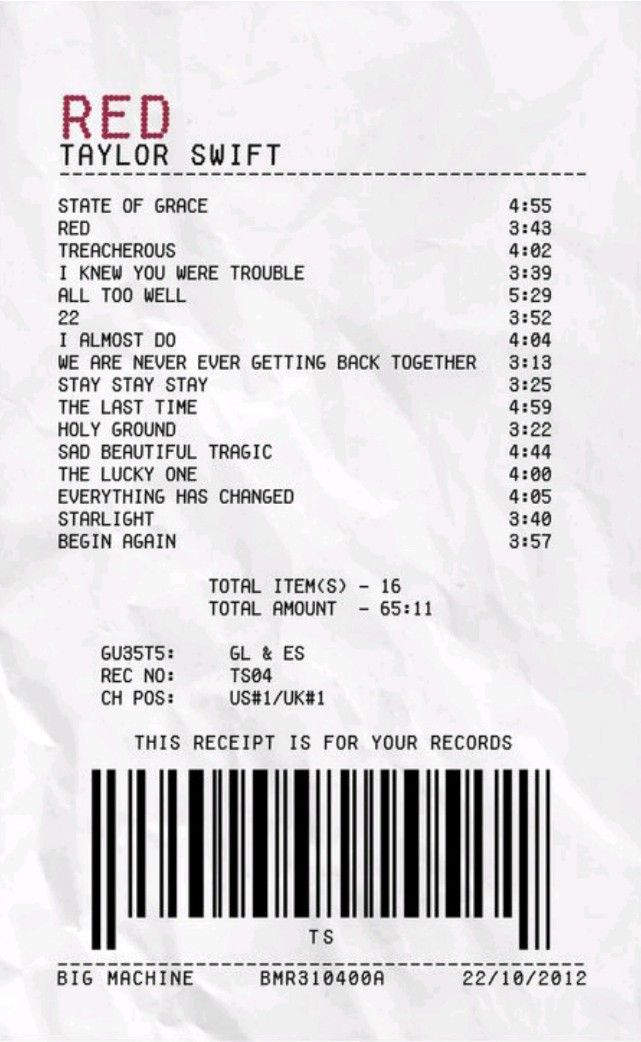 RED
TAYLOR SWIFT
STATE OF GRACE 4:55
RED 3:43
TREACHEROUS 4:02
I KNEW YOU WERE TROUBLE 3:39
ALL TOO WELL 5:29
22 3:52
I ALMOST DO 4:04
WE ARE NEVER EVER GETTING BACK TOGETHER 3:13
STAY STAY STAY 3:25
THE LAST TIME 4:59
HOLY GROUND 3:22
SAD BEAUTIFUL TRAGIC 4:44
THE LUCKY ONE 4:00
EVERYTHING HAS CHANGED 4:05
STARLIGHT 3:40
BEGIN AGAIN 3:57
TOTAL ITEM(S) - 16
TOTAL AMOUNT - 65:11
GU35T5: GL & ES
REC NO: TS04
CH POS: US#1/UK#1
THIS RECEIPT IS FOR YOUR RECORDS
TS
BIG MACHINE BMR310400A 22/10/2012